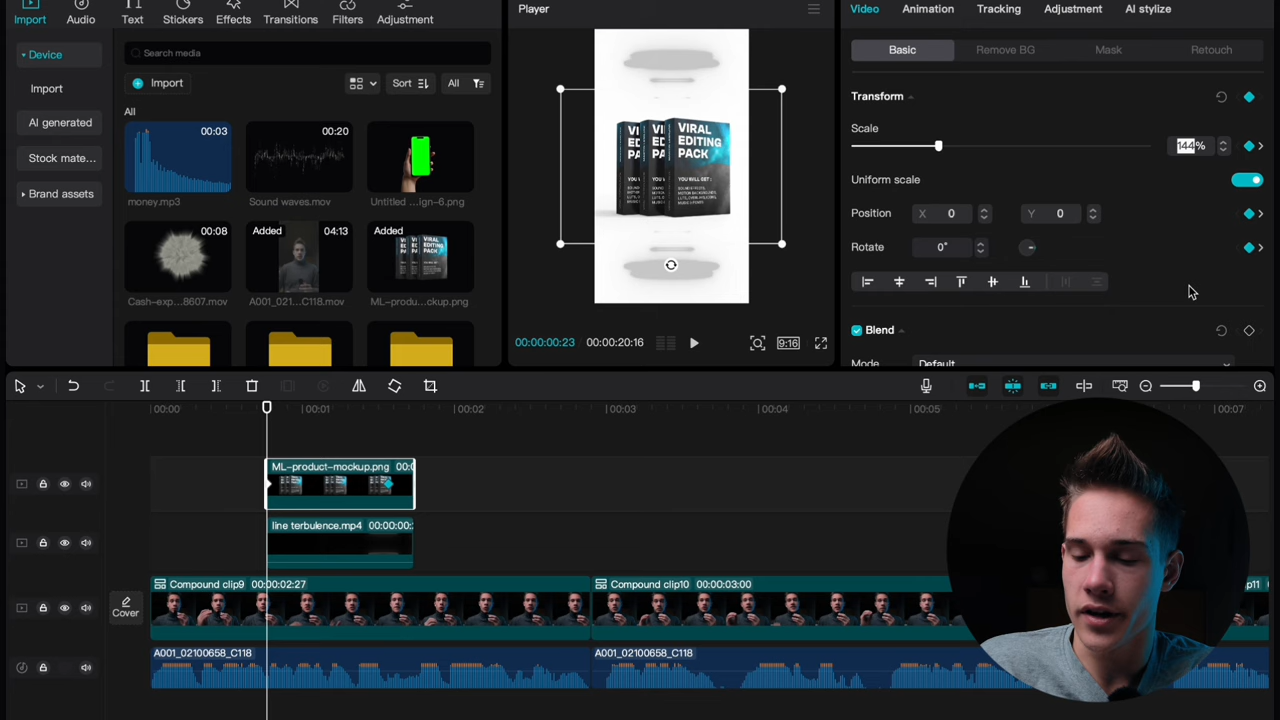 Import Audio Text Stickers Effects Transitions Filters Adjustment
Device
Import
AI generated
Stock mate...
Brand assets
Search media
Import Sort All
All
00:03
money.mp3
00:20
Sound waves.mov
Untitled ...ign-6.png
00:08
Cash-exp...8607.mov
Added 04:13
A001_021...C118.mov
Added
ML-produ...ckup.png
Player
VIRAL EDITING PACK
YOU WILL GET :
00:00:00:23 00:00:20:16 9:16
Video Animation Tracking Adjustment AI stylize
Basic Remove BG Mask Retouch
Transform
Scale
144%
Uniform scale
Position X 0 Y 0
Rotate 0°
Blend
Mode Default
00:00 00:01 00:02 00:03 00:04 00:05 00:07
ML-product-mockup.png
line terbulence.mp4 00:00:00:
Cover
Compound clip9 00:00:02:27
Compound clip10 00:00:03:00
A001_02100658_C118
A001_02100658_C118